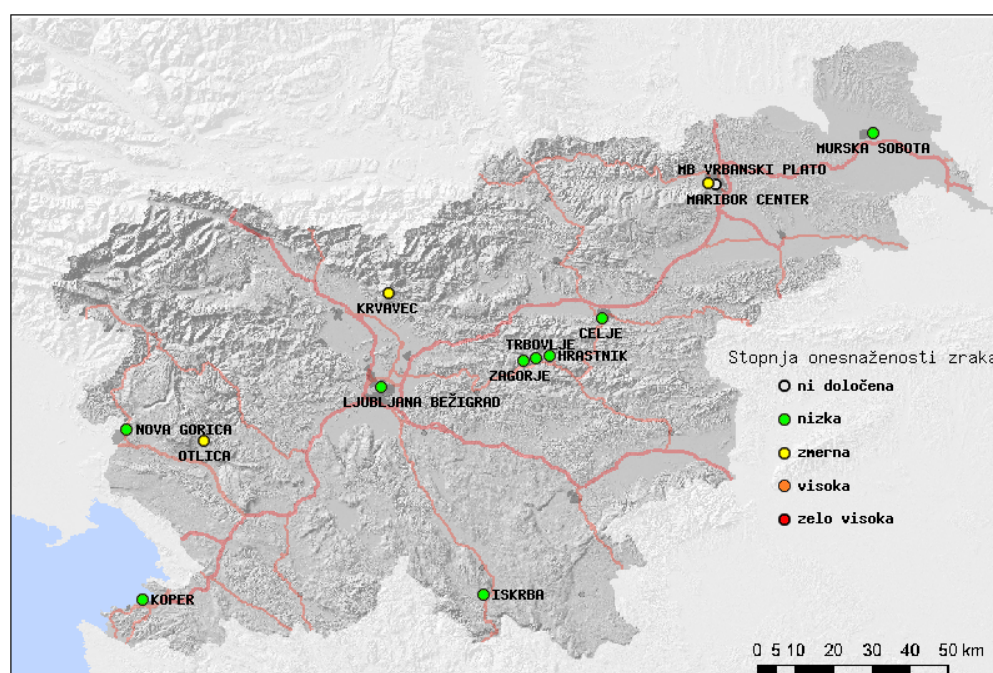 MURSKA SOBOTA
MB VRBANSKI PLATO
MARIBOR CENTER
KRVAVEC
CELJE
TRBOVLJE
HRASTNIK
ZAGORJE
LJUBLJANA BEŽIGRAD
NOVA GORICA
OTLICA
KOPER
ISKRBA
Stopnja onesnaženosti zraka
ni določena
nizka
zmerna
visoka
zelo visoka
0 5 10 20 30 40 50 km